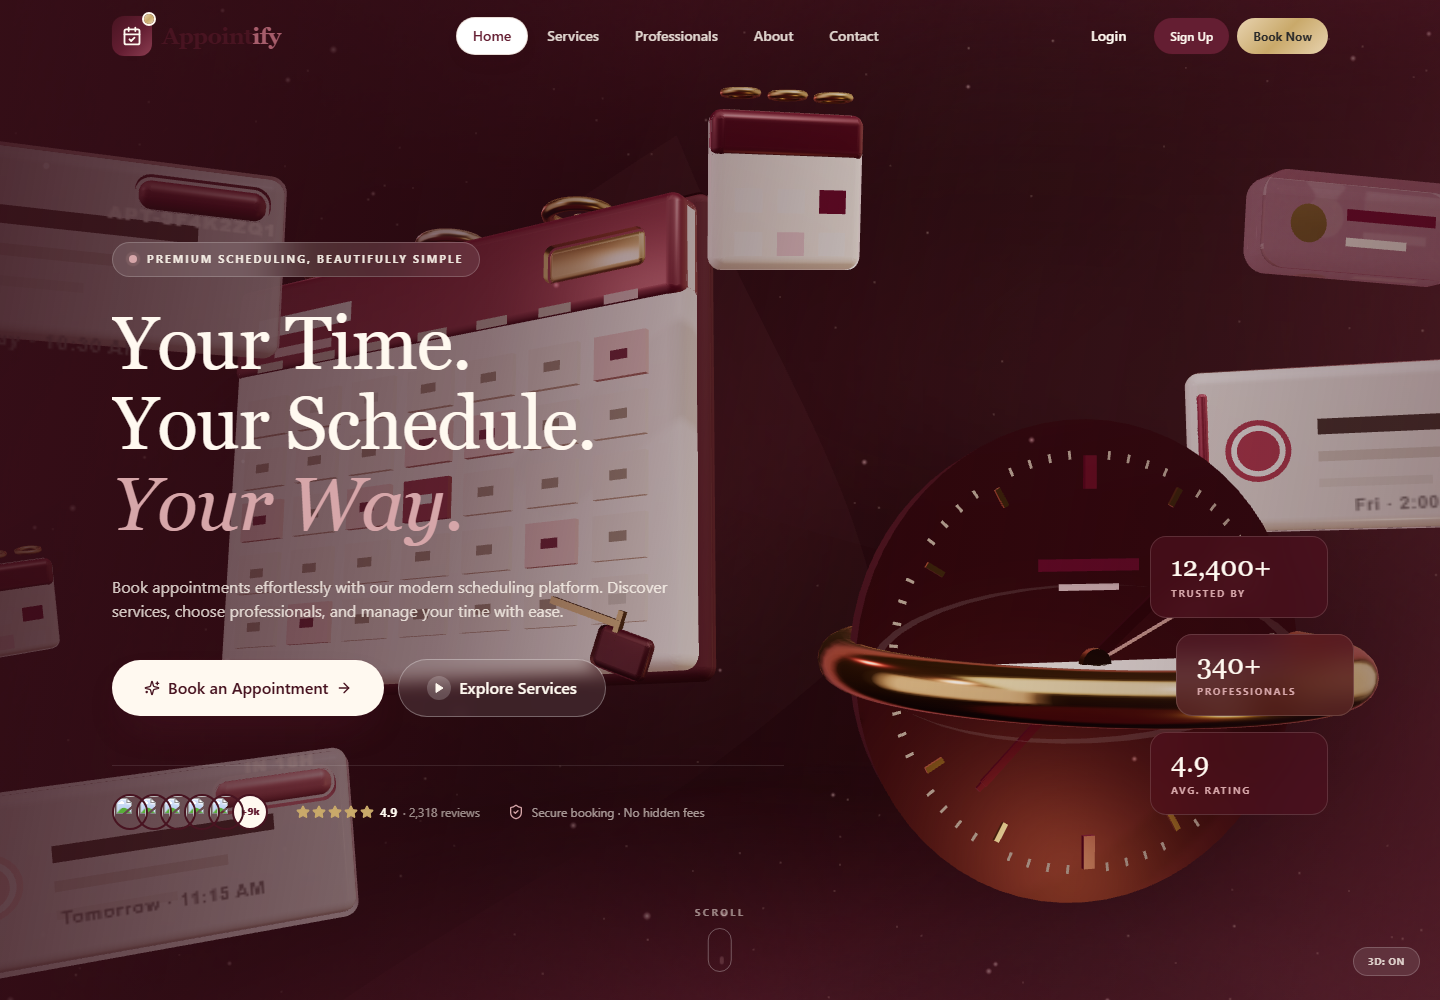 Appointify
Home
Services
Professionals
About
Contact
Login
Sign Up
Book Now
PREMIUM SCHEDULING, BEAUTIFULLY SIMPLE
Your Time.
Your Schedule.
Your Way.
Book appointments effortlessly with our modern scheduling platform. Discover
services, choose professionals, and manage your time with ease.
Book an Appointment
Explore Services
+9k
4.9 · 2,318 reviews
Secure booking · No hidden fees
Tomorrow · 11:15 AM
Fri · 2:00
12,400+
TRUSTED BY
340+
PROFESSIONALS
4.9
AVG. RATING
SCROLL
3D: ON